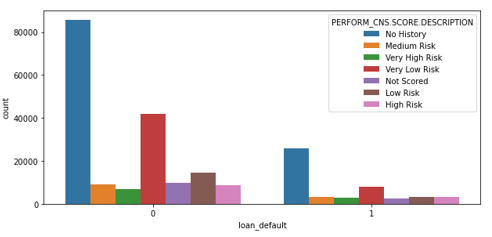 PERFORM_CNS.SCORE.DESCRIPTION
No History
Medium Risk
Very High Risk
Very Low Risk
Not Scored
Low Risk
High Risk
80000
60000
40000
20000
0
count
0
1
loan_default